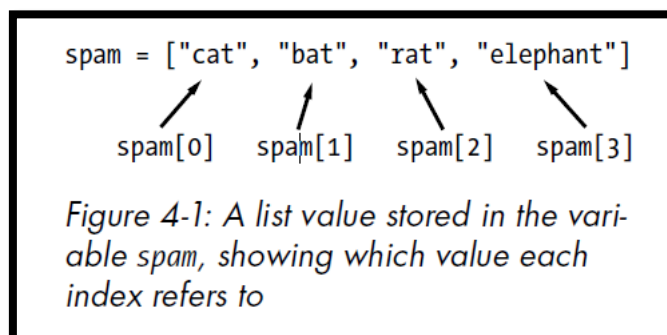 spam = ["cat", "bat", "rat", "elephant"]
spam[0] spam[1] spam[2] spam[3]
Figure 4-1: A list value stored in the vari-
able spam, showing which value each
index refers to